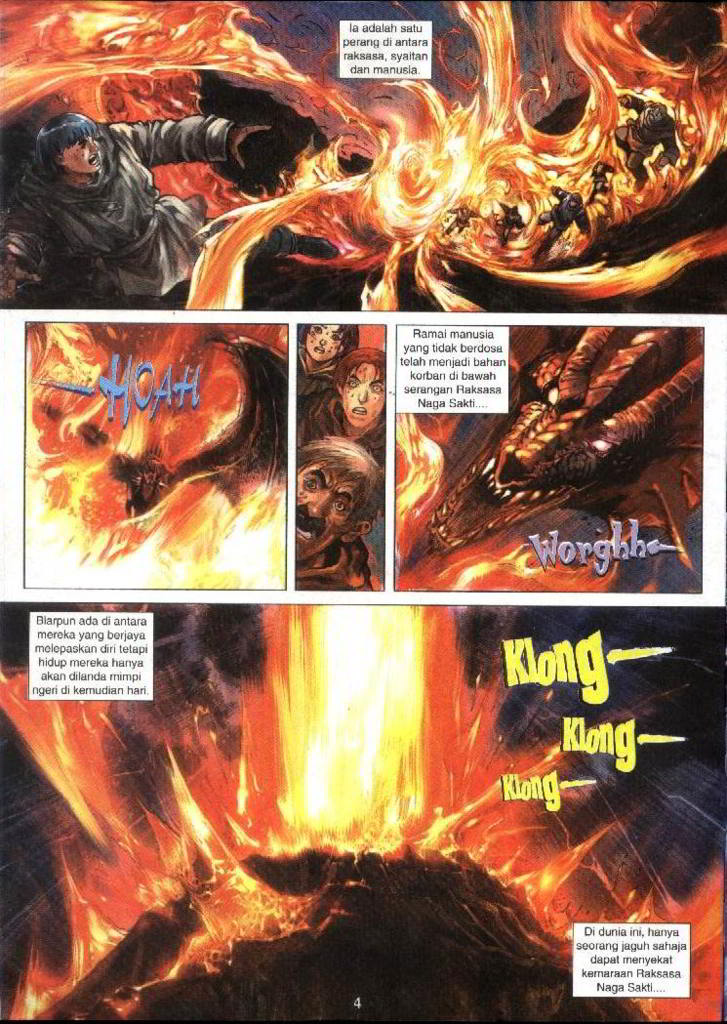 Ia adalah satu
perang di antara
raksasa, syaitan
dan manusia.
HOAH
Ramai manusia
yang tidak berdosa
telah menjadi bahan
korban di bawah
serangan Raksasa
Naga Sakti....
Worghh
Biarpun ada di antara
mereka yang berjaya
melepaskan diri tetapi
hidup mereka hanya
akan dilanda mimpi
ngeri di kemudian hari.
Klong
Klong
Klong
Di dunia ini, hanya
seorang jaguh sahaja
dapat menyekat
kemaraan Raksasa
Naga Sakti....
4